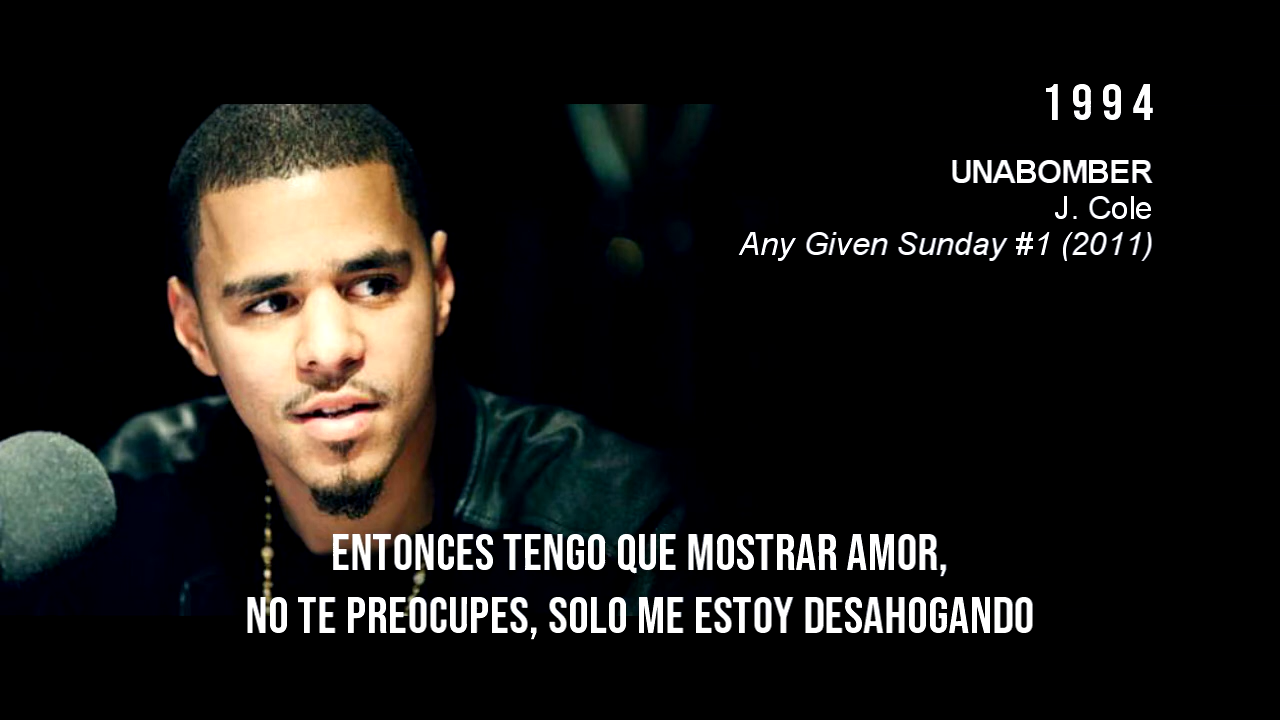 1994
UNABOMBER
J. Cole
Any Given Sunday #1 (2011)
ENTONCES TENGO QUE MOSTRAR AMOR,
NO TE PREOCUPES, SOLO ME ESTOY DESAHOGANDO